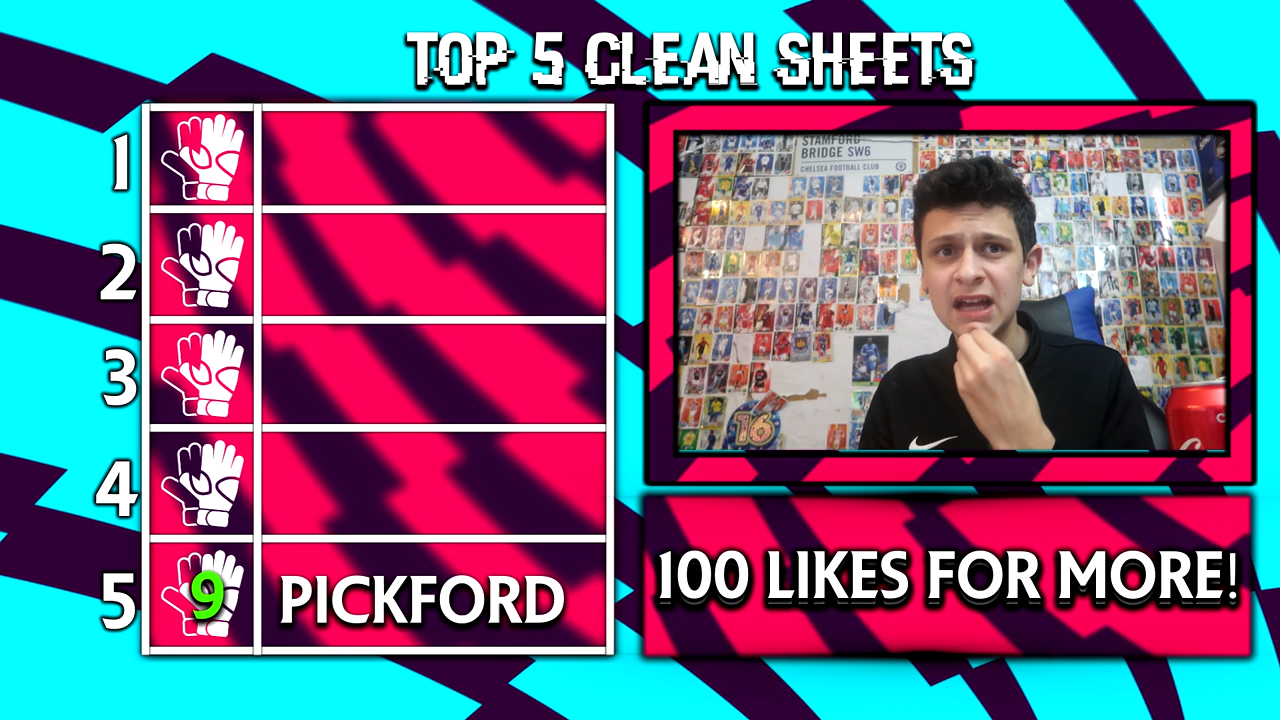 TOP 5 CLEAN SHEETS
1
2
3
4
5 9 PICKFORD
STAMFORD
BRIDGE SW6
CHELSEA FOOTBALL CLUB
16
100 LIKES FOR MORE!